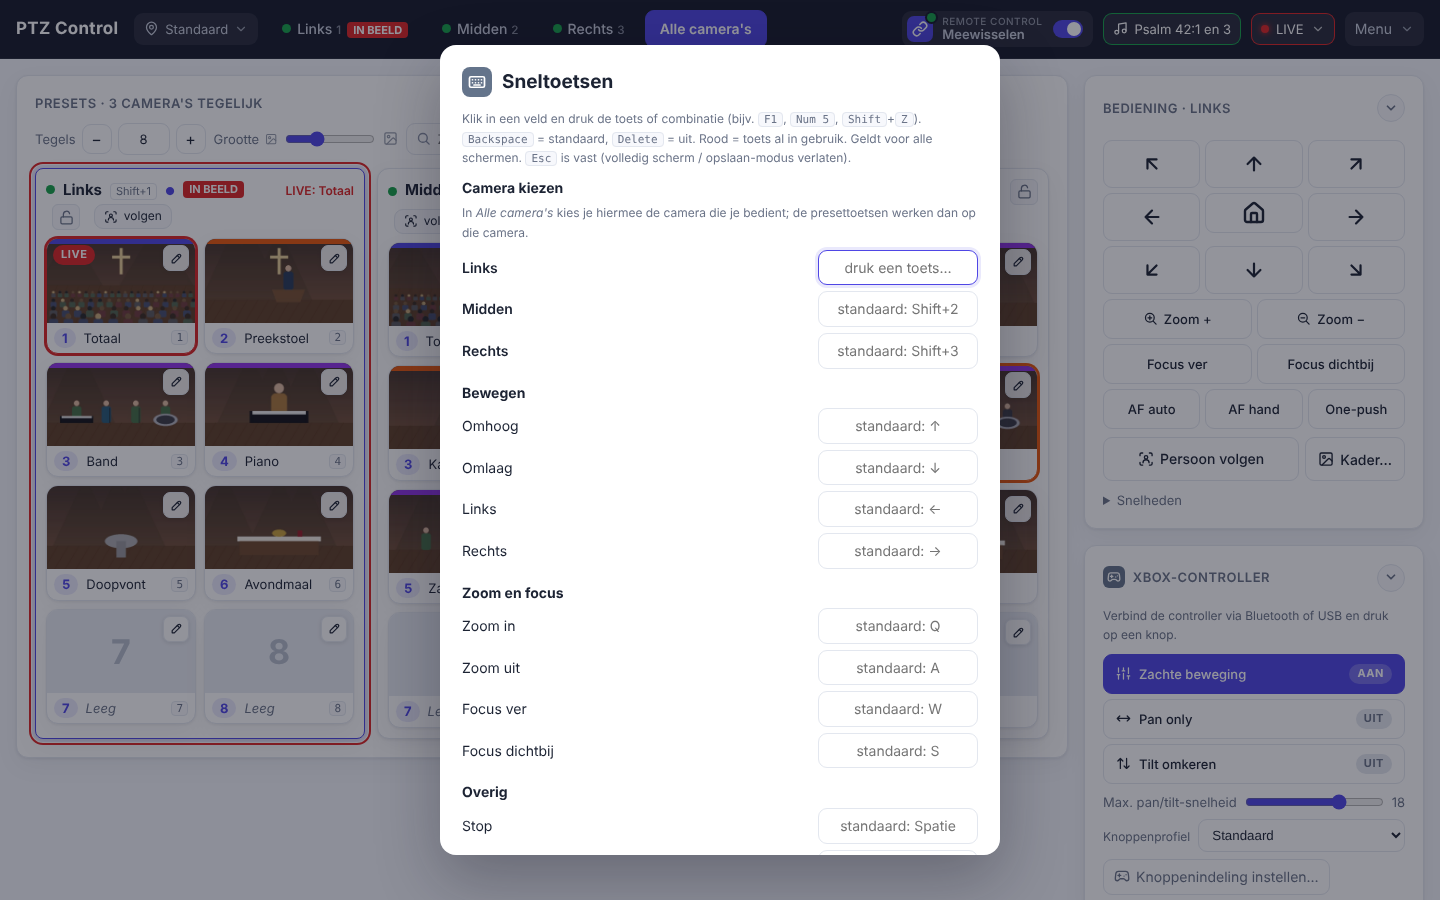 PTZ Control
Standaard
Links 1 IN BEELD
Midden 2
Rechts 3
Alle camera's
REMOTE CONTROL
Meewisselen
Psalm 42:1 en 3
LIVE
Menu
PRESETS · 3 CAMERA'S TEGELIJK
Tegels − 8 + Grootte
Links Shift+1 IN BEELD LIVE: Totaal
volgen
LIVE
1 Totaal 1
2 Preekstoel 2
3 Band 3
4 Piano 4
5 Doopvont 5
6 Avondmaal 6
7
8
7 Leeg 7
8 Leeg 8
Sneltoetsen
Klik in een veld en druk de toets of combinatie (bijv. F1, Num 5, Shift+Z).
Backspace = standaard, Delete = uit. Rood = toets al in gebruik. Geldt voor alle
schermen. Esc is vast (volledig scherm / opslaan-modus verlaten).
Camera kiezen
In Alle camera's kies je hiermee de camera die je bedient; de presettoetsen werken dan op
die camera.
Links druk een toets...
Midden standaard: Shift+2
Rechts standaard: Shift+3
Bewegen
Omhoog standaard: ↑
Omlaag standaard: ↓
Links standaard: ←
Rechts standaard: →
Zoom en focus
Zoom in standaard: Q
Zoom uit standaard: A
Focus ver standaard: W
Focus dichtbij standaard: S
Overig
Stop standaard: Spatie
BEDIENING · LINKS
Zoom +
Zoom −
Focus ver
Focus dichtbij
AF auto
AF hand
One-push
Persoon volgen
Kader...
Snelheden
XBOX-CONTROLLER
Verbind de controller via Bluetooth of USB en druk
op een knop.
Zachte beweging AAN
Pan only UIT
Tilt omkeren UIT
Max. pan/tilt-snelheid 18
Knoppenprofiel Standaard
Knoppenindeling instellen...